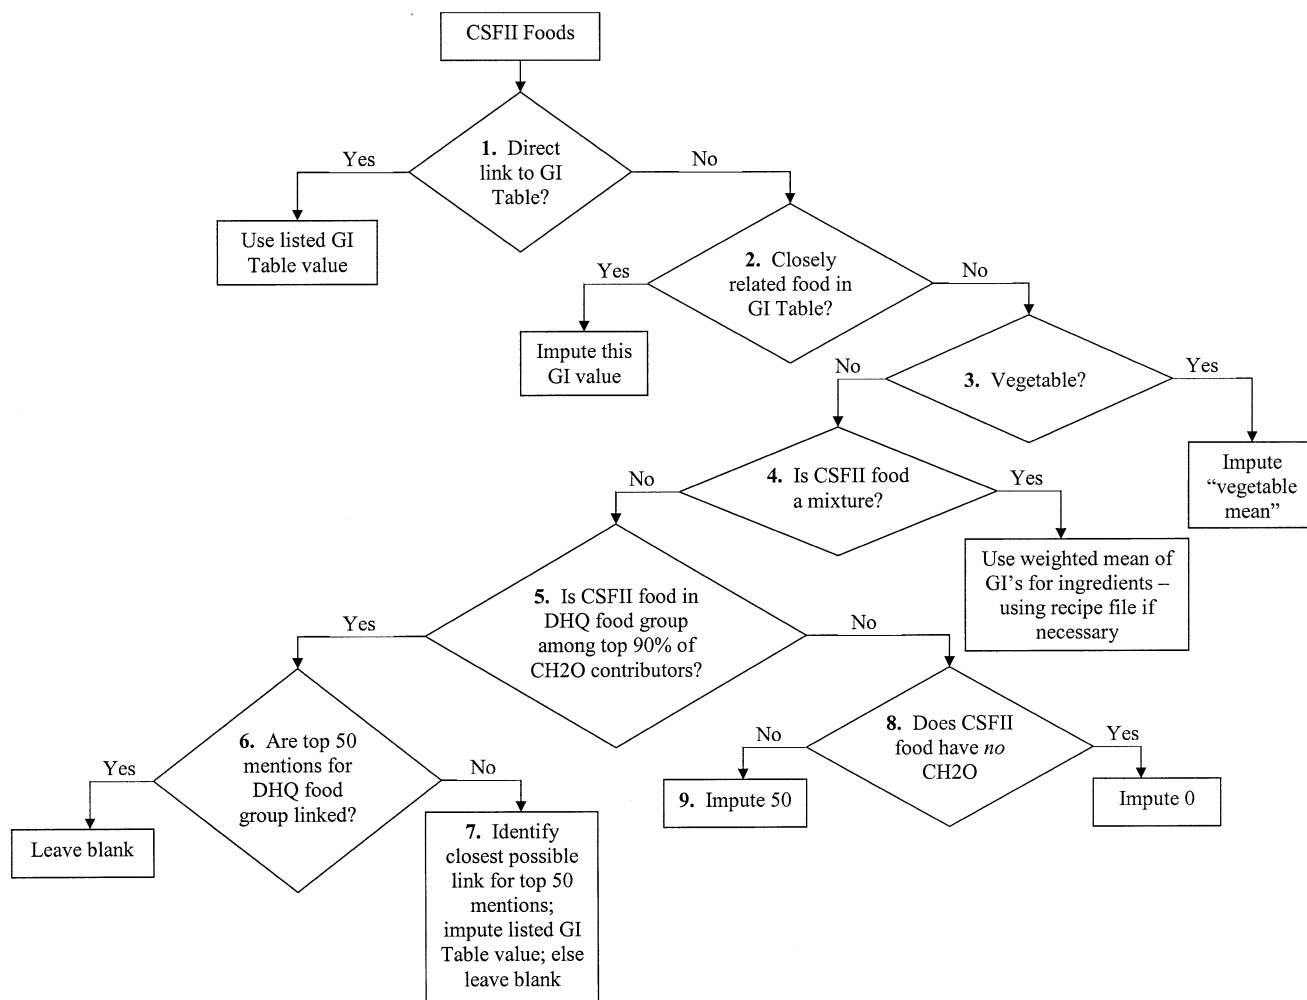 CSFII Foods
1. Direct
link to GI
Table?
Yes
No
Use listed GI
Table value
2. Closely
related food in
GI Table?
Yes
No
Impute this
GI value
3. Vegetable?
No
Yes
Impute
“vegetable
mean”
4. Is CSFII food
a mixture?
No
Yes
Use weighted mean of
GI’s for ingredients –
using recipe file if
necessary
5. Is CSFII food in
DHQ food group
among top 90% of
CH2O contributors?
Yes
No
6. Are top 50
mentions for
DHQ food
group linked?
Yes
No
Leave blank
7. Identify
closest possible
link for top 50
mentions;
impute listed GI
Table value; else
leave blank
8. Does CSFII
food have no
CH2O
No
Yes
9. Impute 50
Impute 0